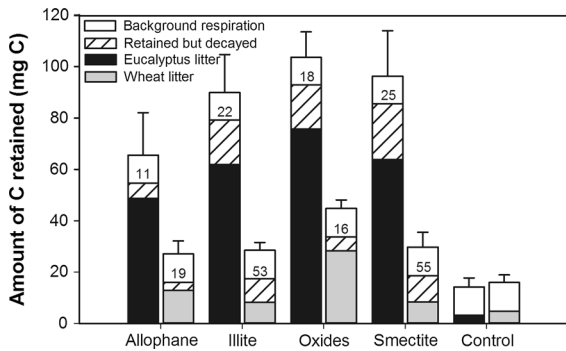 Amount of C retained (mg C)
120
100
80
60
40
20
0
Background respiration
Retained but decayed
Eucalyptus litter
Wheat litter
11
19
22
53
18
16
25
55
Allophane
Illite
Oxides
Smectite
Control